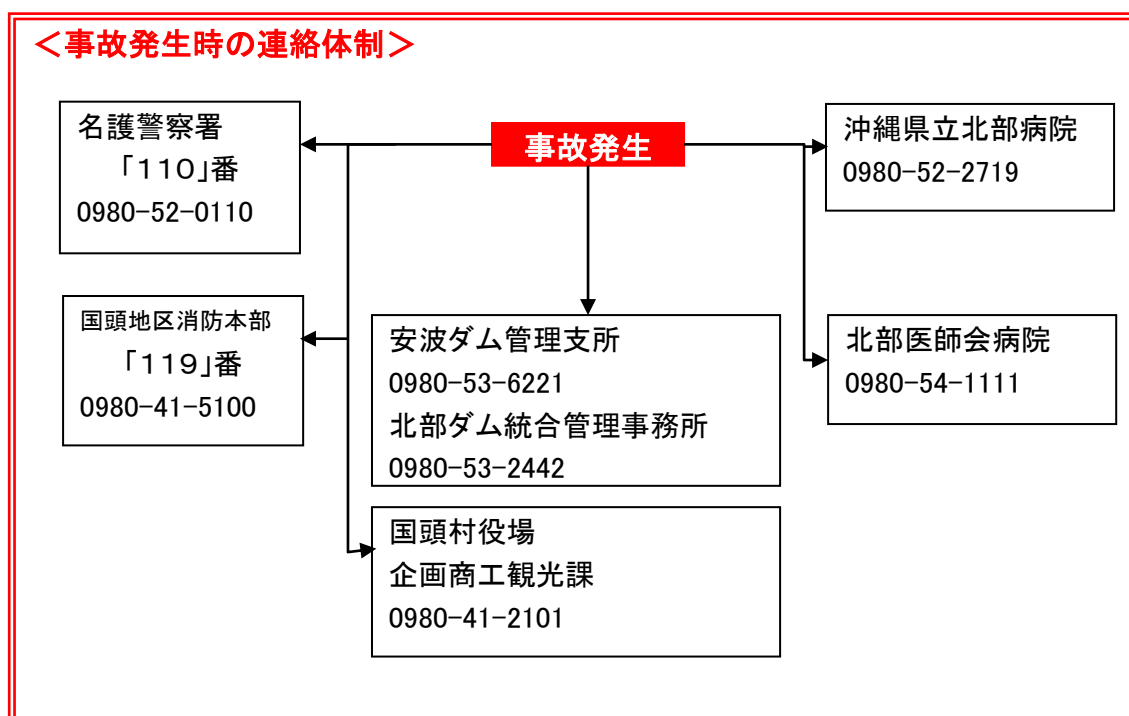 ＜事故発生時の連絡体制＞
名護警察署
「１１０」番
0980-52-0110
事故発生
沖縄県立北部病院
0980-52-2719
国頭地区消防本部
「１１９」番
0980-41-5100
安波ダム管理支所
0980-53-6221
北部ダム統合管理事務所
0980-53-2442
北部医師会病院
0980-54-1111
国頭村役場
企画商工観光課
0980-41-2101